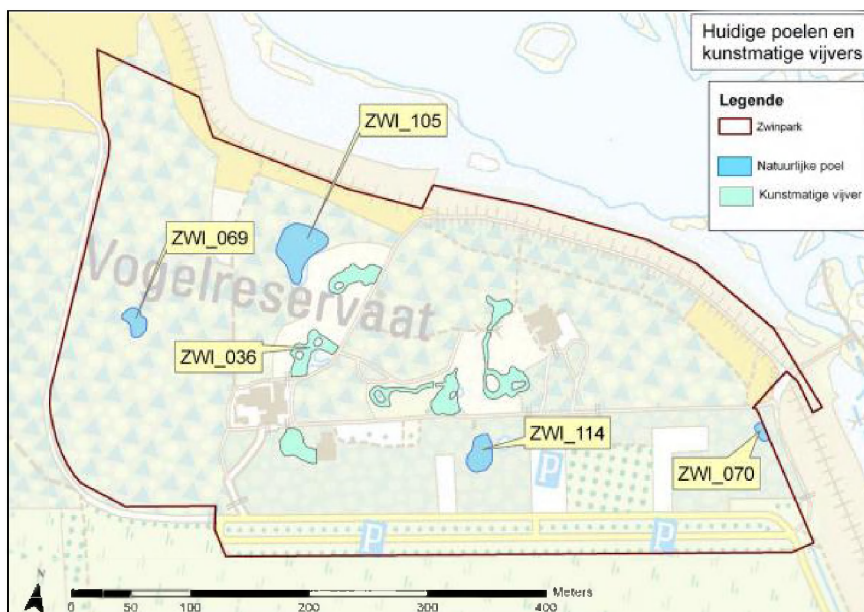 Huidige poelen en
kunstmatige vijvers
Legende
Zwinpark
Natuurlijke poel
Kunstmatige vijver
ZWI_105
ZWI_069
Vogelreservaat
ZWI_036
ZWI_114
ZWI_070
P
P
P
0 50 100 200 300 400 Meters